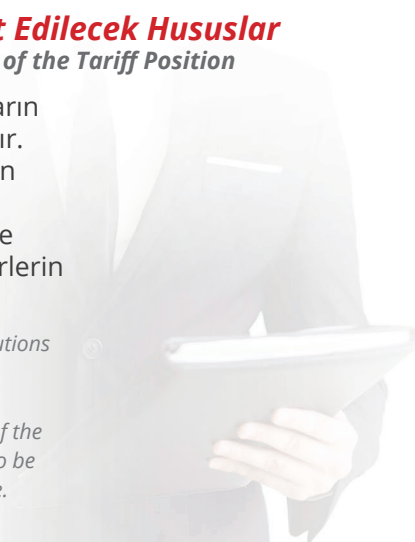 t Edilecek Hususlar
of the Tariff Position
arın
ır.
n
e
rlerin
utions
f the
o be
e.